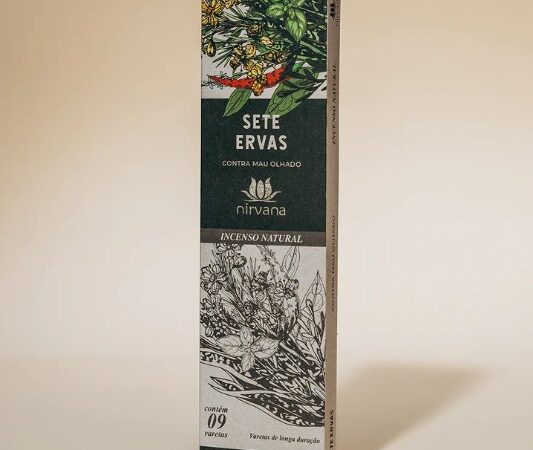 SETE
ERVAS
CONTRA MAU OLHADO
nirvana
INCENSO NATURAL
contém
09
varetas
Varetas de longa duração
INCENSO NATURAL
CONTRA MAU OLHADO
SETE ERVAS